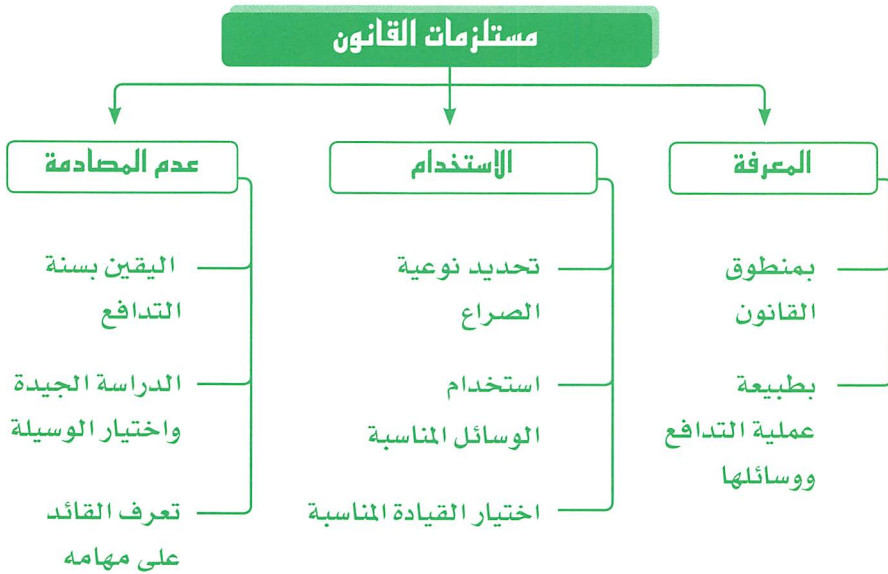 مستلزمات القانون
المعرفة
بمنطوق
القانون
بطبيعة
عملية التدافع
ووسائلها
الاستخدام
تحديد نوعية
الصراع
استخدام
الوسائل المناسبة
اختيار القيادة المناسبة
عدم المصادمة
اليقين بسنة
التدافع
الدراسة الجيدة
واختيار الوسيلة
تعرف القائد
على مهامه